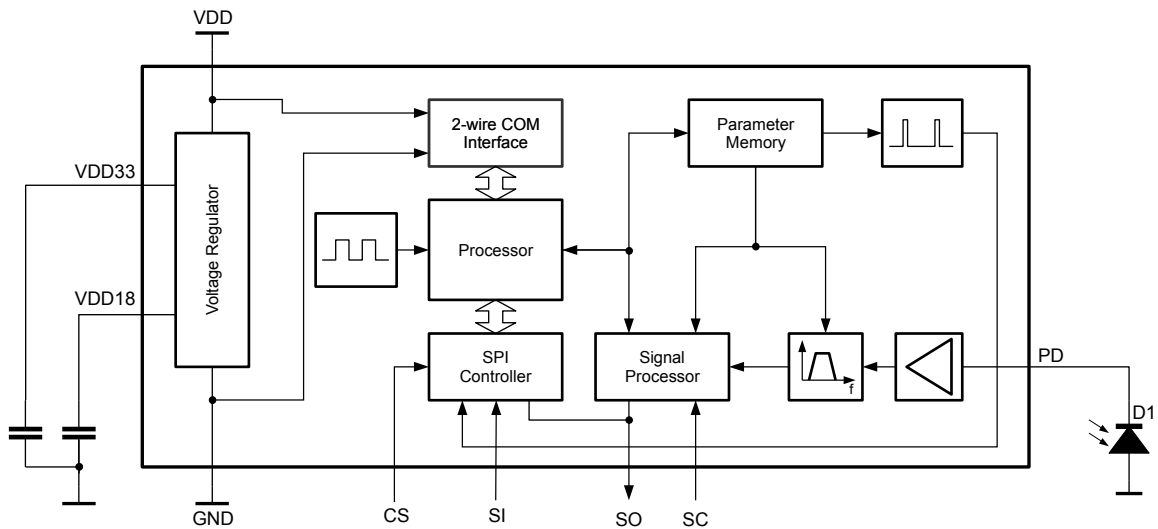 VDD
2-wire COM
Interface
Parameter
Memory
VDD33
Voltage Regulator
Processor
VDD18
SPI
Controller
Signal
Processor
f
PD
D1
GND
CS
SI
SO
SC